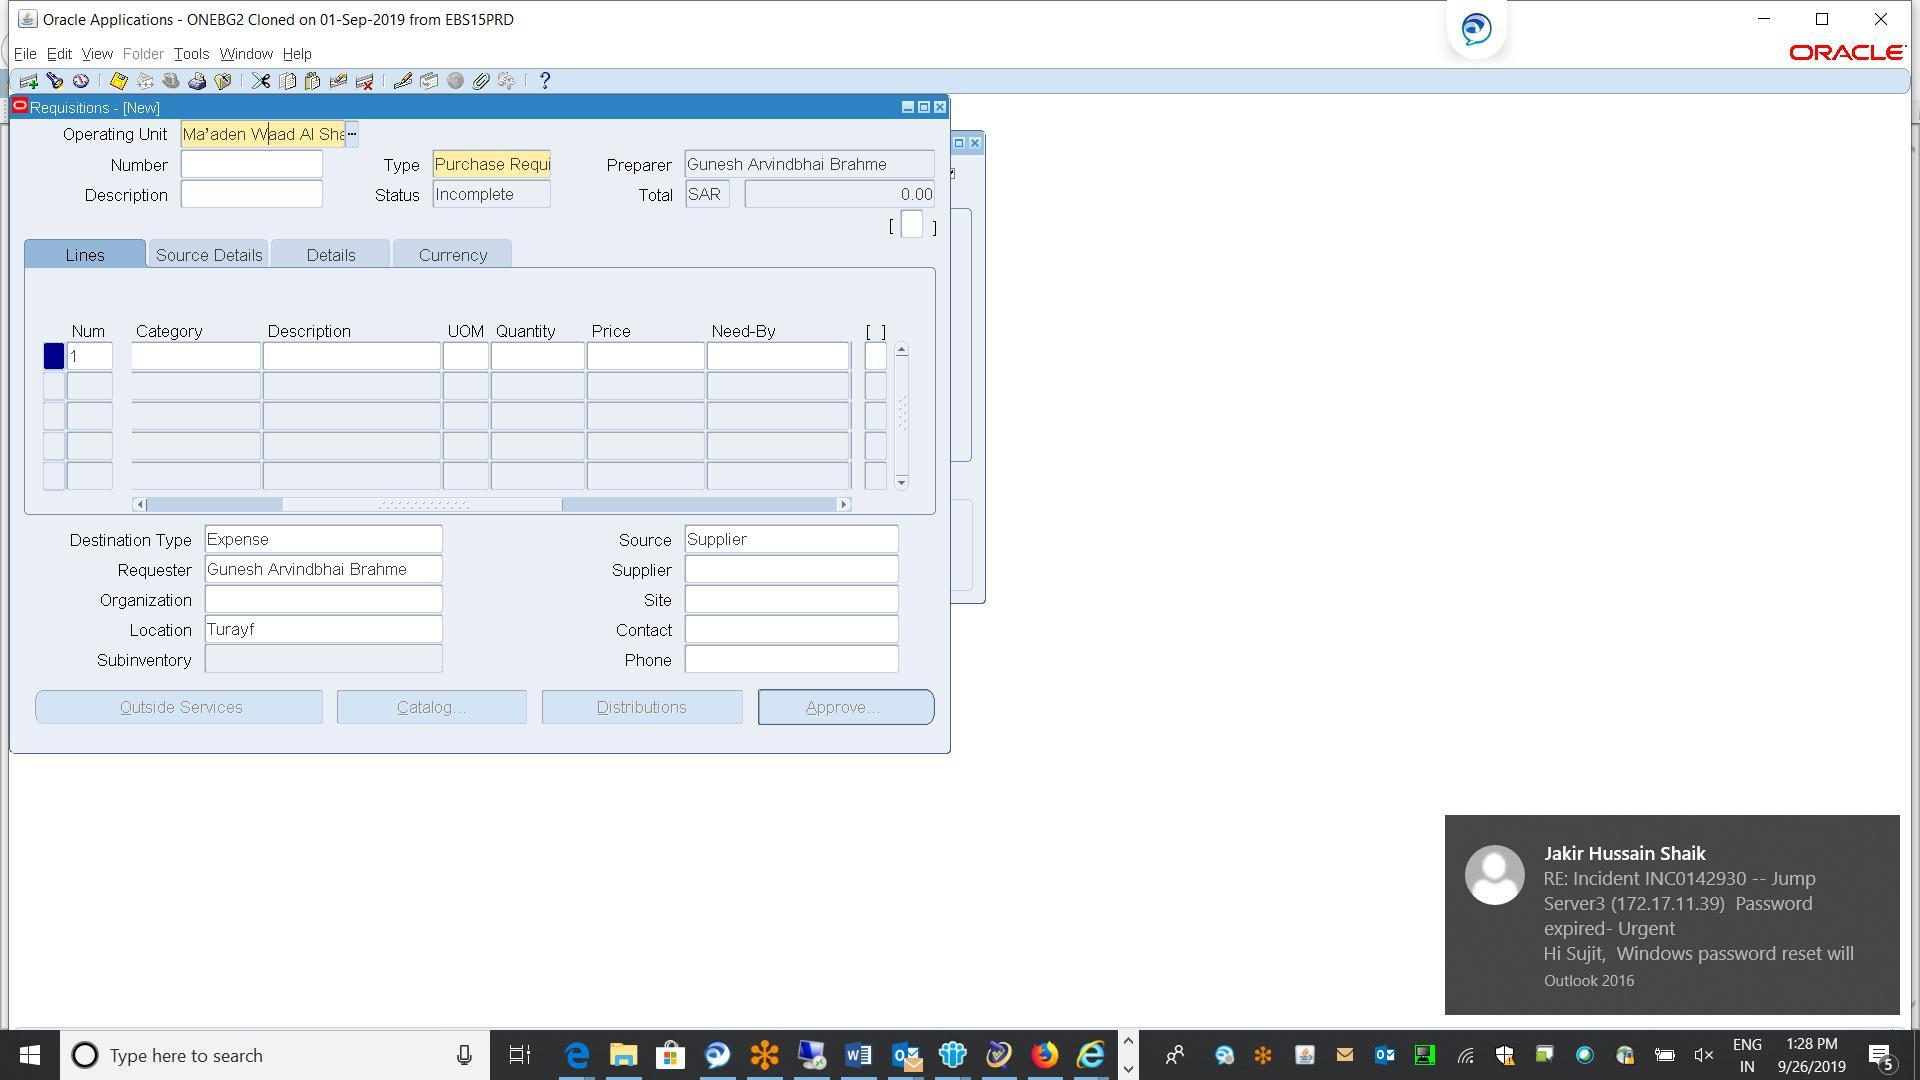 Oracle Applications - ONEBG2 Cloned on 01-Sep-2019 from EBS15PRD
File Edit View Folder Tools Window Help
ORACLE
Requisitions - [New]
Operating Unit Ma'aden Waad Al Sha
Number Type Purchase Requi Preparer Gunesh Arvindbhai Brahme
Description Status Incomplete Total SAR 0.00
[ ]
Lines Source Details Details Currency
Num Category Description UOM Quantity Price Need-By [ ]
1
Destination Type Expense Source Supplier
Requester Gunesh Arvindbhai Brahme Supplier
Organization Site
Location Turayf Contact
Subinventory Phone
Outside Services Catalog... Distributions Approve...
Jakir Hussain Shaik
RE: Incident INC0142930 -- Jump
Server3 (172.17.11.39) Password
expired- Urgent
Hi Sujit, Windows password reset will
Outlook 2016
Type here to search
ENG
IN
1:28 PM
9/26/2019
5